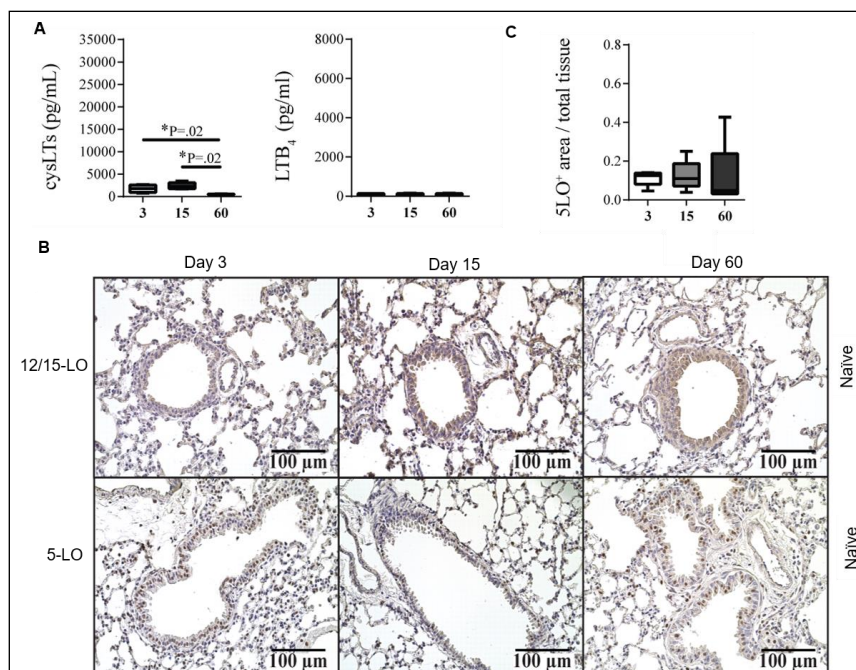 A
cysLTs (pg/mL)
35000
30000
25000
20000
15000
10000
5000
0
*P=.02
*P=.02
3 15 60
LTB4 (pg/ml)
8000
6000
4000
2000
0
3 15 60
C
5LO+ area / total tissue
0.8
0.6
0.4
0.2
0.0
3 15 60
B
Day 3 Day 15 Day 60
12/15-LO
100 µm 100 µm 100 µm
Naïve
5-LO
100 µm 100 µm 100 µm
Naïve